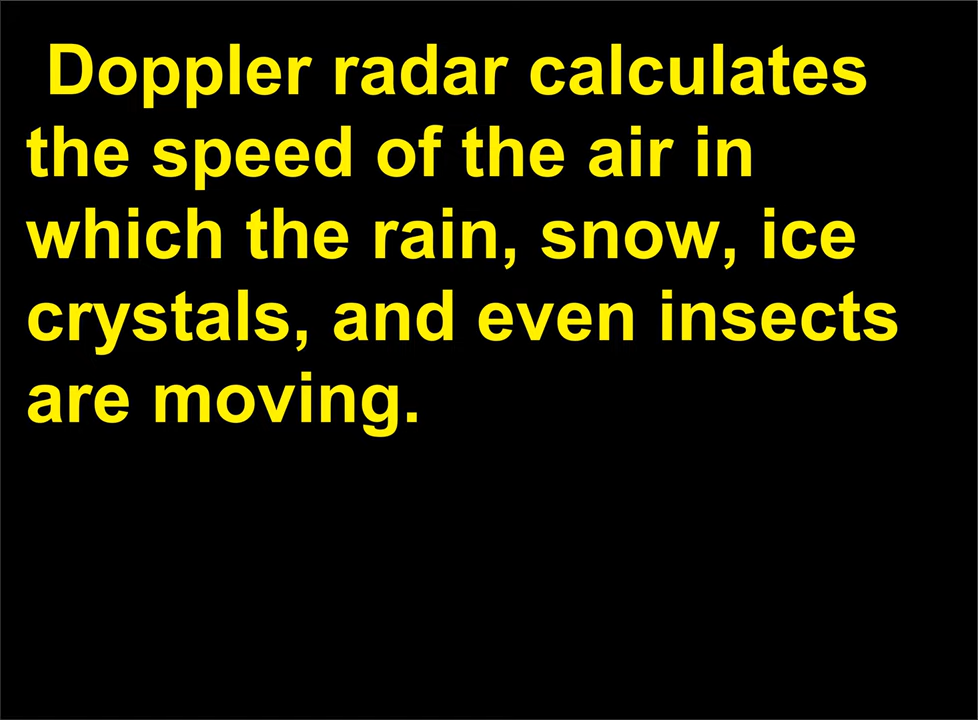 Doppler radar calculates
the speed of the air in
which the rain, snow, ice
crystals, and even insects
are moving.